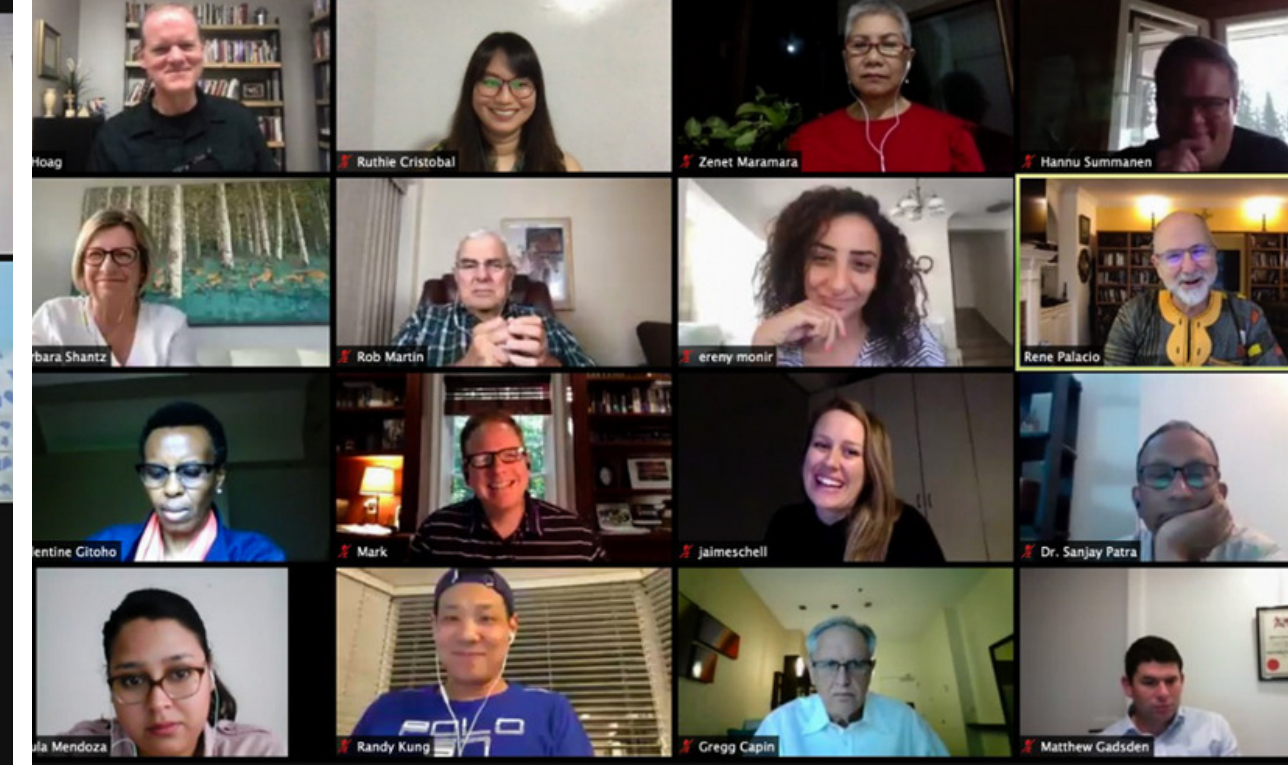 Hoag
Ruthie Cristobal
Zenet Maramara
Hannu Summanen
rbara Shantz
Rob Martin
ereny monir
Rene Palacio
lentine Gitoho
Mark
jaimeschell
Dr. Sanjay Patra
ula Mendoza
Randy Kung
Gregg Capin
Matthew Gadsden